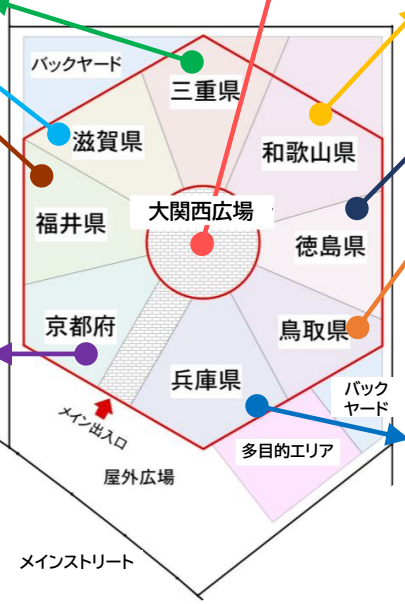 バックヤード
三重県
滋賀県
和歌山県
大関西広場
福井県
徳島県
京都府
鳥取県
兵庫県
バック
ヤード
メイン出入口
多目的エリア
屋外広場
メインストリート